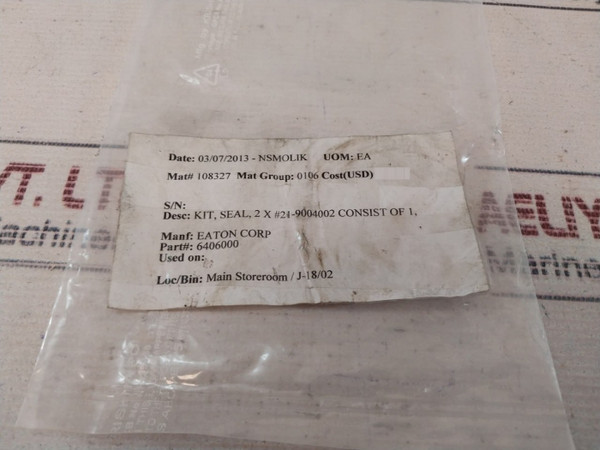 Date: 03/07/2013 - NSMOLIK UOM: EA
Mat# 108327 Mat Group: 0106 Cost(USD)
S/N:
Desc: KIT, SEAL, 2 X #21-9004002 CONSIST OF 1,
Manf: EATON CORP
Part#: 6406000
Used on:
Loc/Bin: Main Storeroom / J-18/02